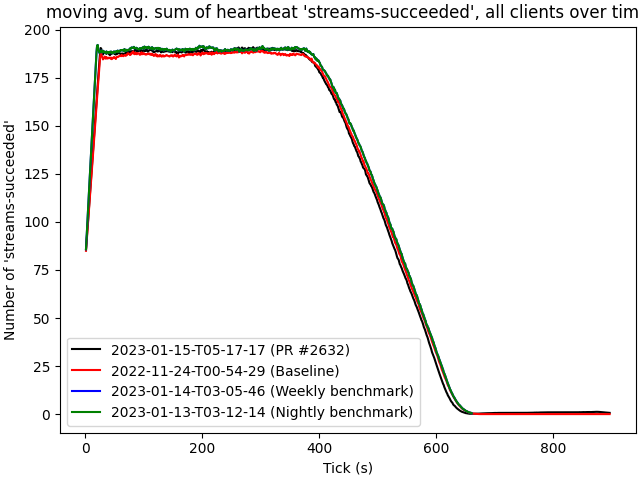 moving avg. sum of heartbeat 'streams-succeeded', all clients over tim
Number of 'streams-succeeded'
200
175
150
125
100
75
50
25
0
2023-01-15-T05-17-17 (PR #2632)
2022-11-24-T00-54-29 (Baseline)
2023-01-14-T03-05-46 (Weekly benchmark)
2023-01-13-T03-12-14 (Nightly benchmark)
0 200 400 600 800
Tick (s)